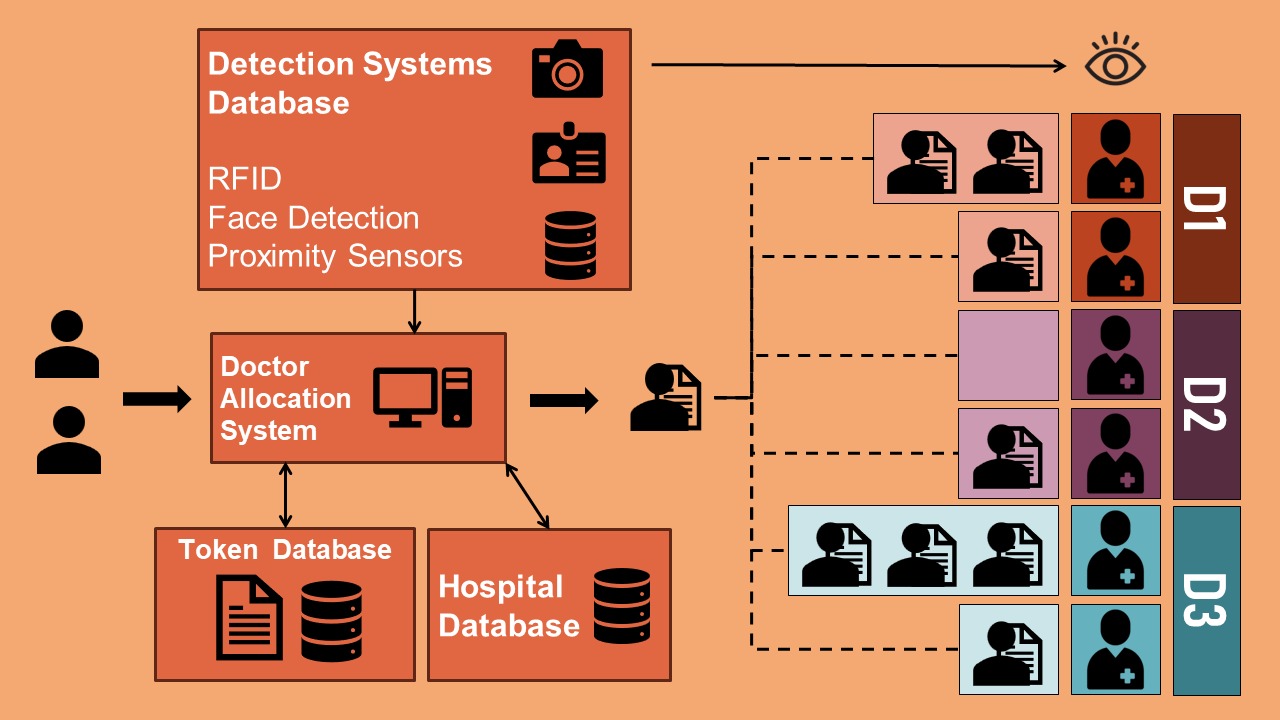 Detection Systems
Database
RFID
Face Detection
Proximity Sensors
Doctor
Allocation
System
Token Database
Hospital
Database
D1
D2
D3